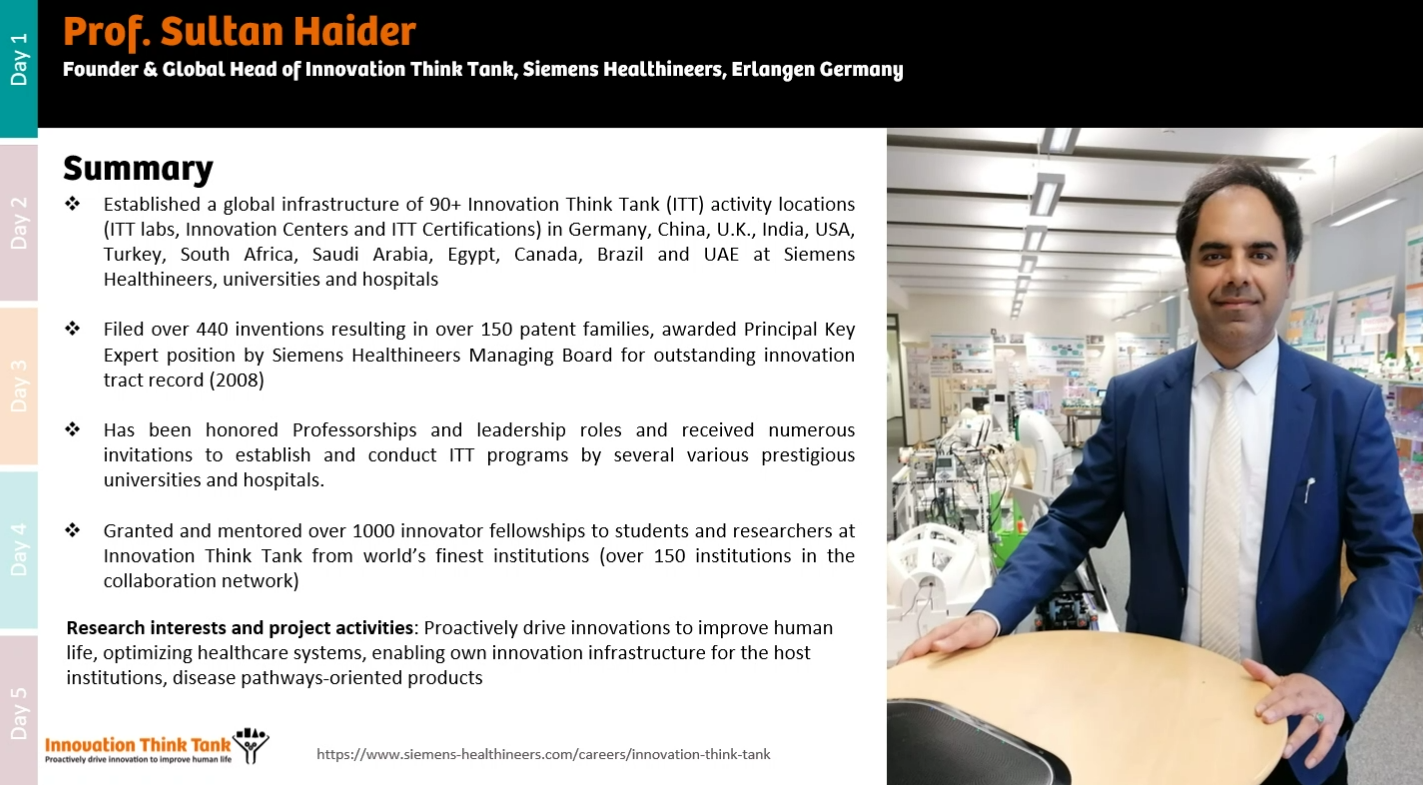 Day 1
Day 2
Day 3
Day 4
Day 5
Prof. Sultan Haider
Founder & Global Head of Innovation Think Tank, Siemens Healthineers, Erlangen Germany
Summary
❖ Established a global infrastructure of 90+ Innovation Think Tank (ITT) activity locations
(ITT labs, Innovation Centers and ITT Certifications) in Germany, China, U.K., India, USA,
Turkey, South Africa, Saudi Arabia, Egypt, Canada, Brazil and UAE at Siemens
Healthineers, universities and hospitals
❖ Filed over 440 inventions resulting in over 150 patent families, awarded Principal Key
Expert position by Siemens Healthineers Managing Board for outstanding innovation
tract record (2008)
❖ Has been honored Professorships and leadership roles and received numerous
invitations to establish and conduct ITT programs by several various prestigious
universities and hospitals.
❖ Granted and mentored over 1000 innovator fellowships to students and researchers at
Innovation Think Tank from world’s finest institutions (over 150 institutions in the
collaboration network)
Research interests and project activities: Proactively drive innovations to improve human
life, optimizing healthcare systems, enabling own innovation infrastructure for the host
institutions, disease pathways-oriented products
Innovation Think Tank
Proactively drive innovation to improve human life
https://www.siemens-healthineers.com/careers/innovation-think-tank